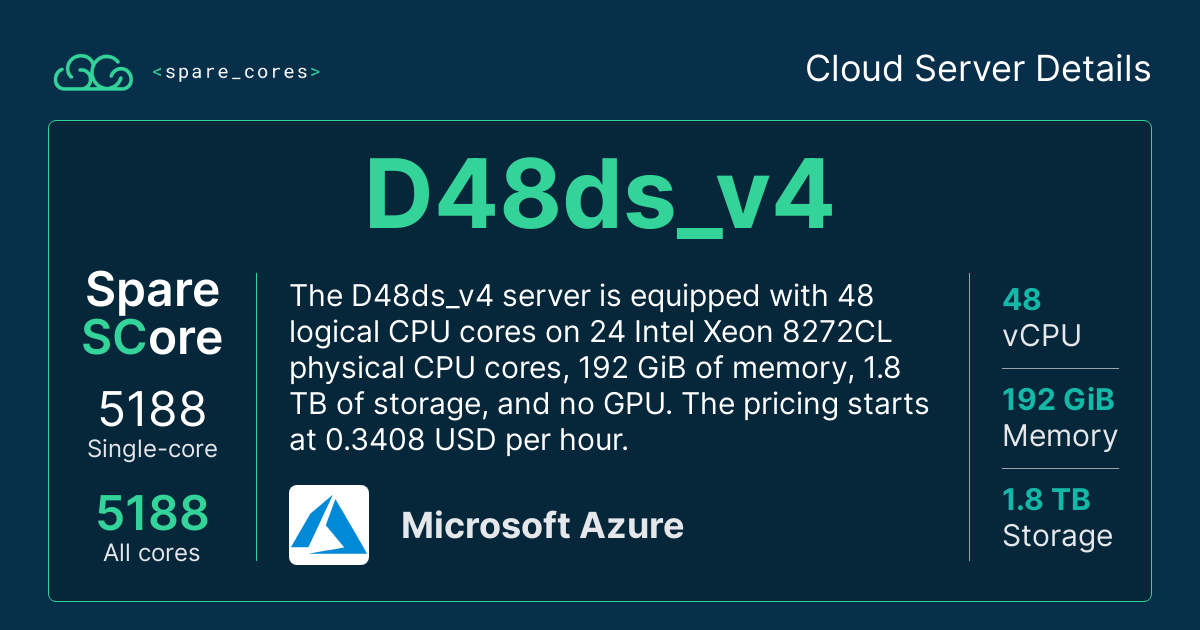 <spare_cores>
Cloud Server Details
D48ds_v4
Spare
SCore
5188
Single-core
5188
All cores
The D48ds_v4 server is equipped with 48
logical CPU cores on 24 Intel Xeon 8272CL
physical CPU cores, 192 GiB of memory, 1.8
TB of storage, and no GPU. The pricing starts
at 0.3408 USD per hour.
Microsoft Azure
48
vCPU
192 GiB
Memory
1.8 TB
Storage